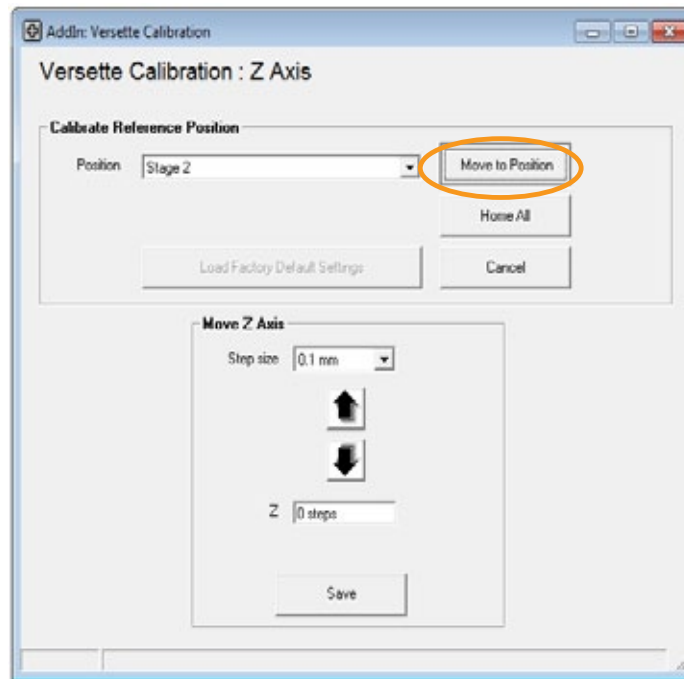 AddIn: Versette Calibration
Versette Calibration : Z Axis
Calibrate Reference Position
Position Stage 2 Move to Position
Home All
Load Factory Default Settings Cancel
Move Z Axis
Step size 0.1 mm
Z 0 steps
Save